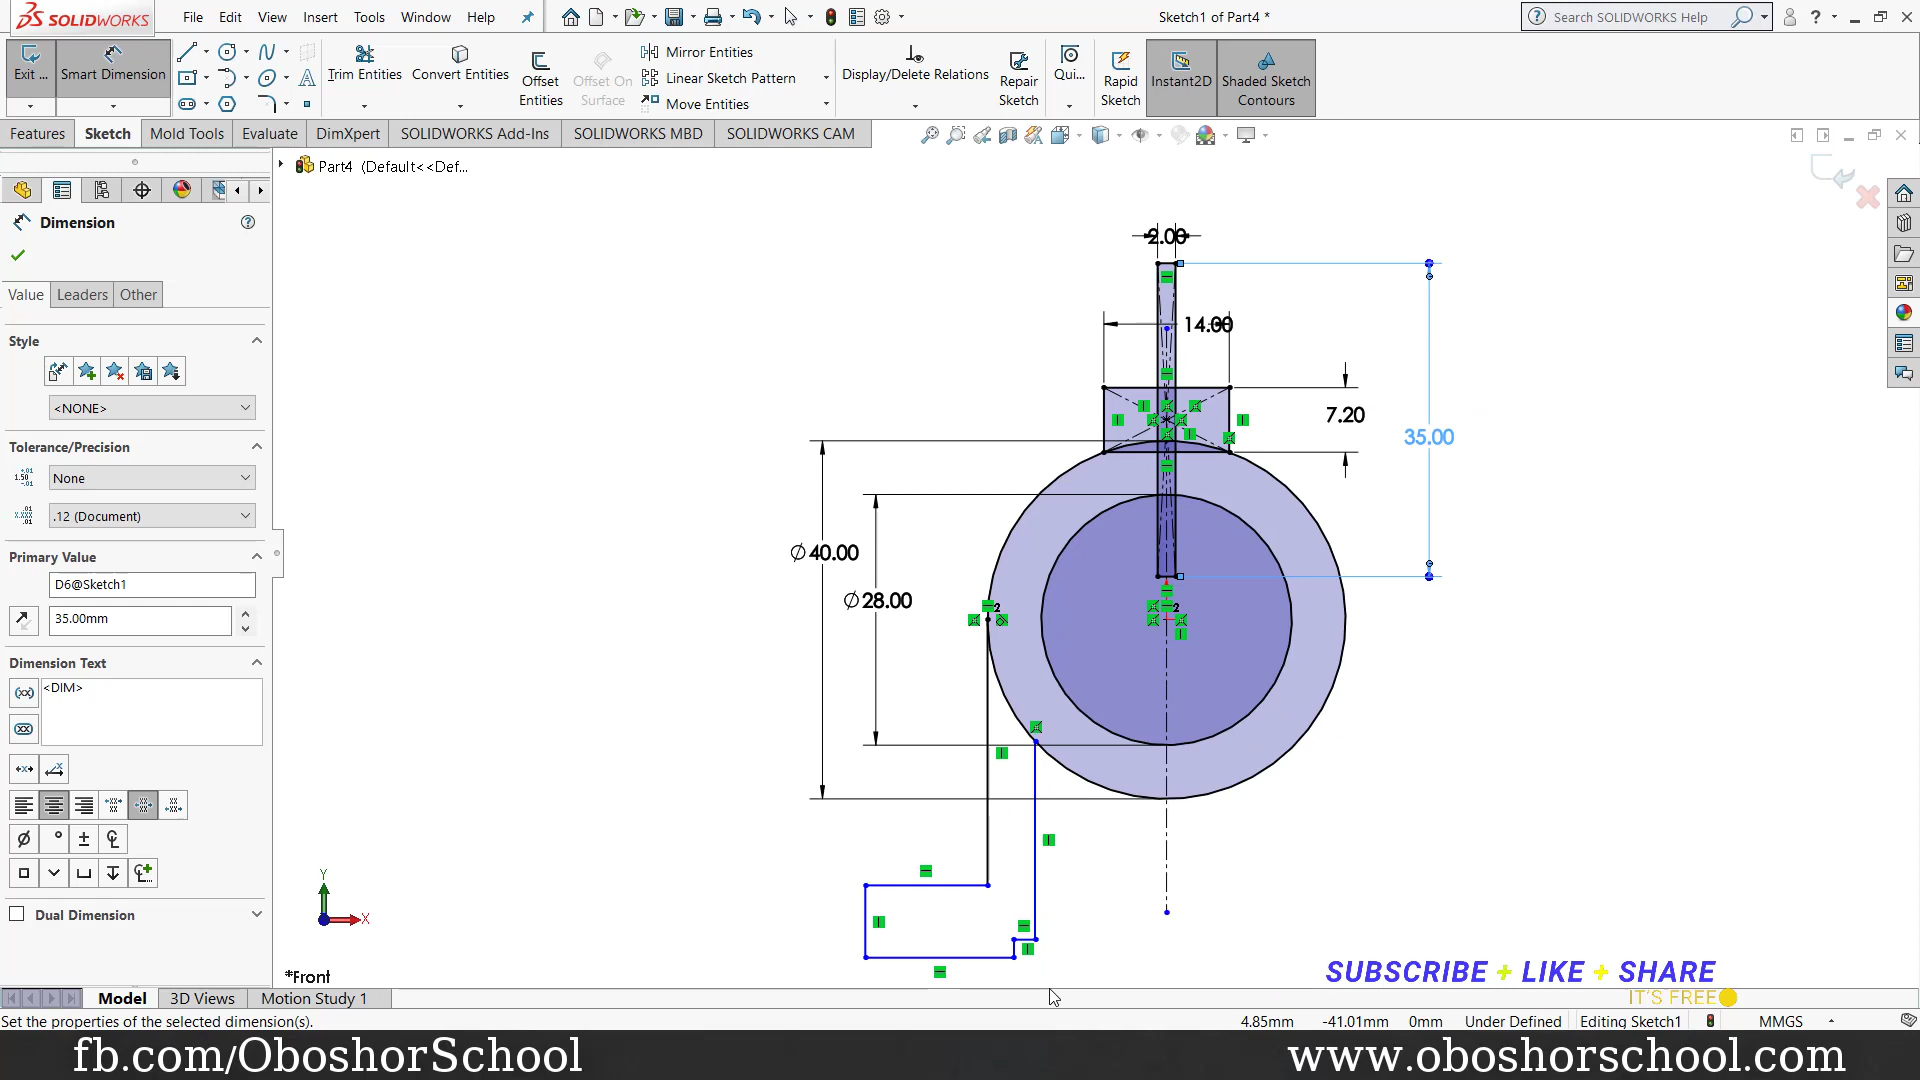 SOLIDWORKS
File Edit View Insert Tools Window Help
Sketch1 of Part4 *
Search SOLIDWORKS Help
Exit ...
Smart Dimension
Trim Entities
Convert Entities
Offset Entities
Offset On Surface
Mirror Entities
Linear Sketch Pattern
Move Entities
Display/Delete Relations
Repair Sketch
Qui...
Rapid Sketch
Instant2D
Shaded Sketch Contours
Features Sketch Mold Tools Evaluate DimXpert SOLIDWORKS Add-Ins SOLIDWORKS MBD SOLIDWORKS CAM
Part4 (Default<<Def...
Dimension
Value Leaders Other
Style
<NONE>
Tolerance/Precision
None
.12 (Document)
Primary Value
D6@Sketch1
35.00mm
Dimension Text
<DIM>
Dual Dimension
2.00
14.00
7.20
35.00
∅40.00
∅28.00
2
2
Y
X
*Front
SUBSCRIBE + LIKE + SHARE
IT'S FREE
Model 3D Views Motion Study 1
Set the properties of the selected dimension(s).
4.85mm -41.01mm 0mm Under Defined Editing Sketch1 MMGS
fb.com/OboshorSchool
www.oboshorschool.com